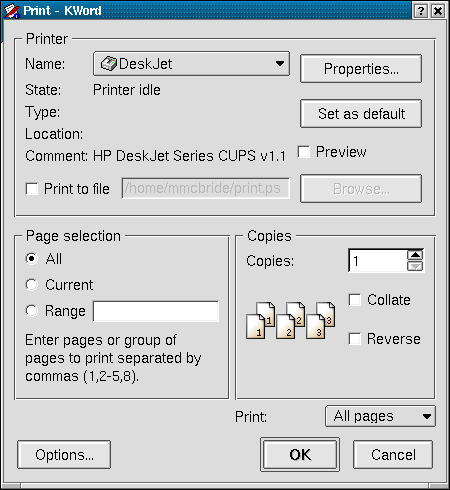 Print - KWord
Printer
Name: DeskJet
Properties...
State: Printer idle
Type:
Set as default
Location:
Comment: HP DeskJet Series CUPS v1.1
Preview
Print to file /home/mmcbride/print.ps
Browse...
Page selection
All
Current
Range
Enter pages or group of
pages to print separated by
commas (1,2-5,8).
Copies
Copies: 1
1 1 2 2 3 3
Collate
Reverse
Print: All pages
Options... OK Cancel